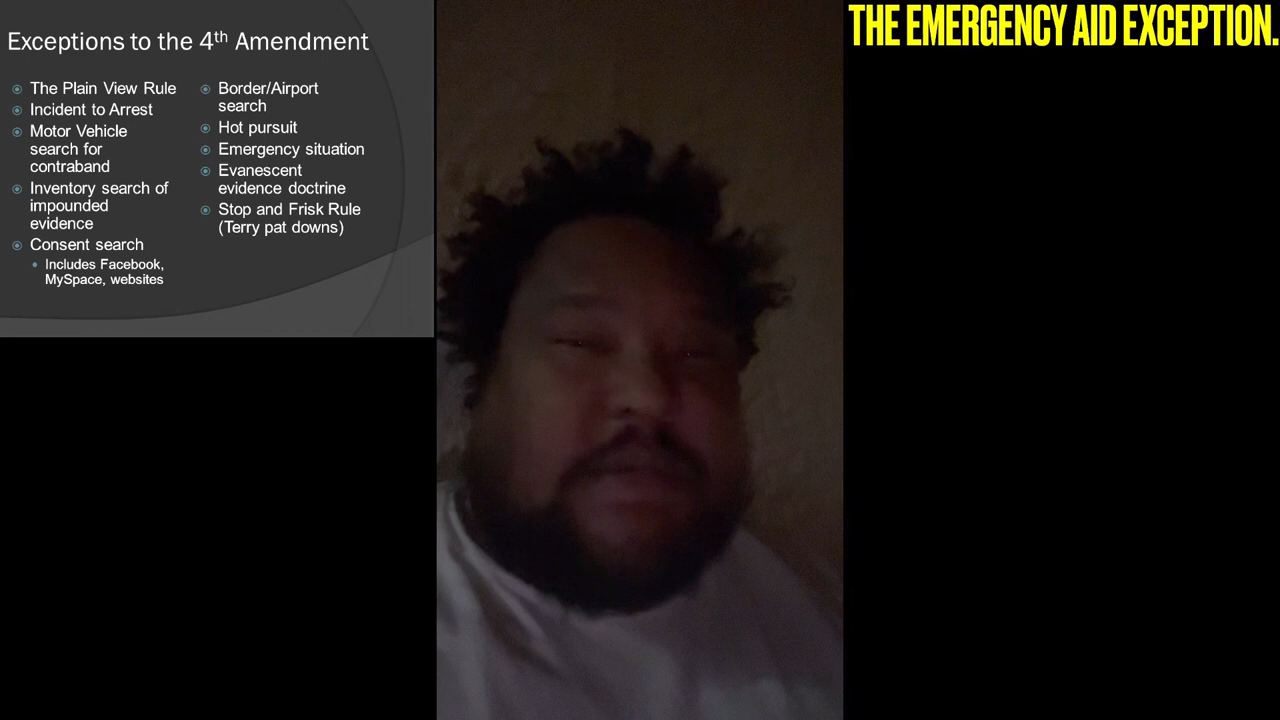 Exceptions to the 4th Amendment
The Plain View Rule
Incident to Arrest
Motor Vehicle
search for
contraband
Inventory search of
impounded
evidence
Consent search
Includes Facebook,
MySpace, websites
Border/Airport
search
Hot pursuit
Emergency situation
Evanescent
evidence doctrine
Stop and Frisk Rule
(Terry pat downs)
THE EMERGENCY AID EXCEPTION.